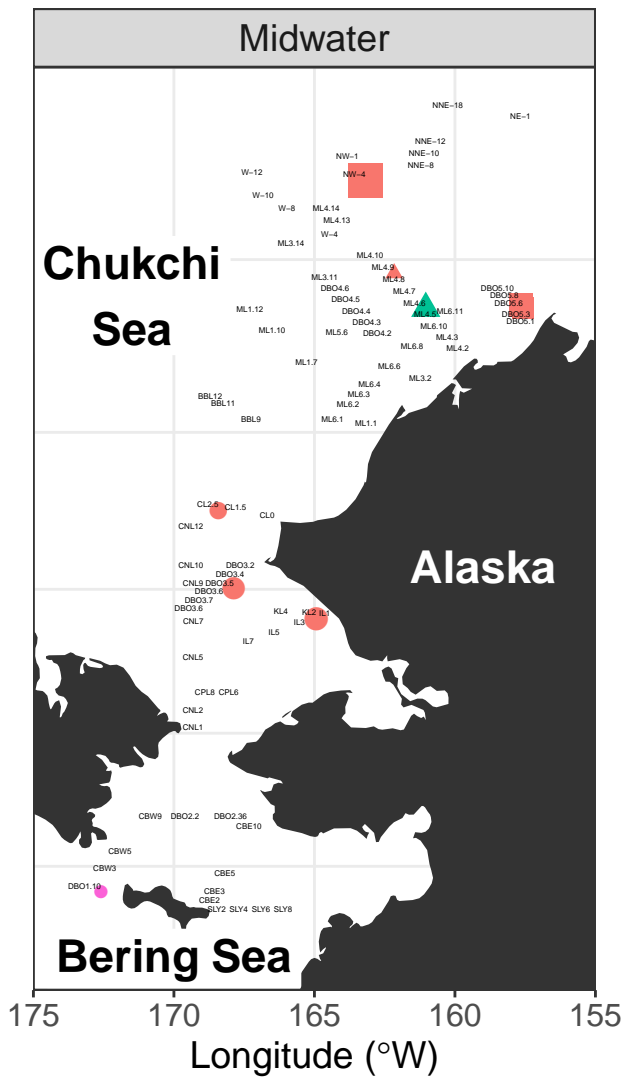 Midwater
NNE−18
NE−1
NNE−12
NW−1 NNE−10
NNE−8
W−12 NW−4
W−10
W−8 ML4.14
ML4.13
W−4
ML3.14
ML4.10
Chukchi
ML4.9
ML3.11 ML4.8
DBO4.6 ML4.7 DBO5.10
DBO4.5 DBO5.8
ML4.6 DBO5.6
ML1.12 DBO4.4 ML4.5 ML6.11 DBO5.3
DBO4.3 DBO5.1
Sea
ML1.10 ML5.6 DBO4.2 ML6.10
ML4.3
ML6.8 ML4.2
ML1.7 ML6.6
ML6.4 ML3.2
BBL12 ML6.3
BBL11 ML6.2
BBL9 ML6.1 ML1.1
CL2.5 CL1.5
CL0
CNL12
CNL10 DBO3.2
DBO3.4
Alaska
CNL9 DBO3.5
DBO3.6
DBO3.7
DBO3.6 KL4 KL2 IL1
CNL7 IL3
IL5
IL7
CNL5
CPL8 CPL6
CNL2
CNL1
CBW9 DBO2.2 DBO2.36
CBE10
CBW5
CBW3 CBE5
DBO1.10 CBE3
CBE2
SLY2 SLY4 SLY6 SLY8
Bering Sea
175 170 165 160 155
Longitude (°W)